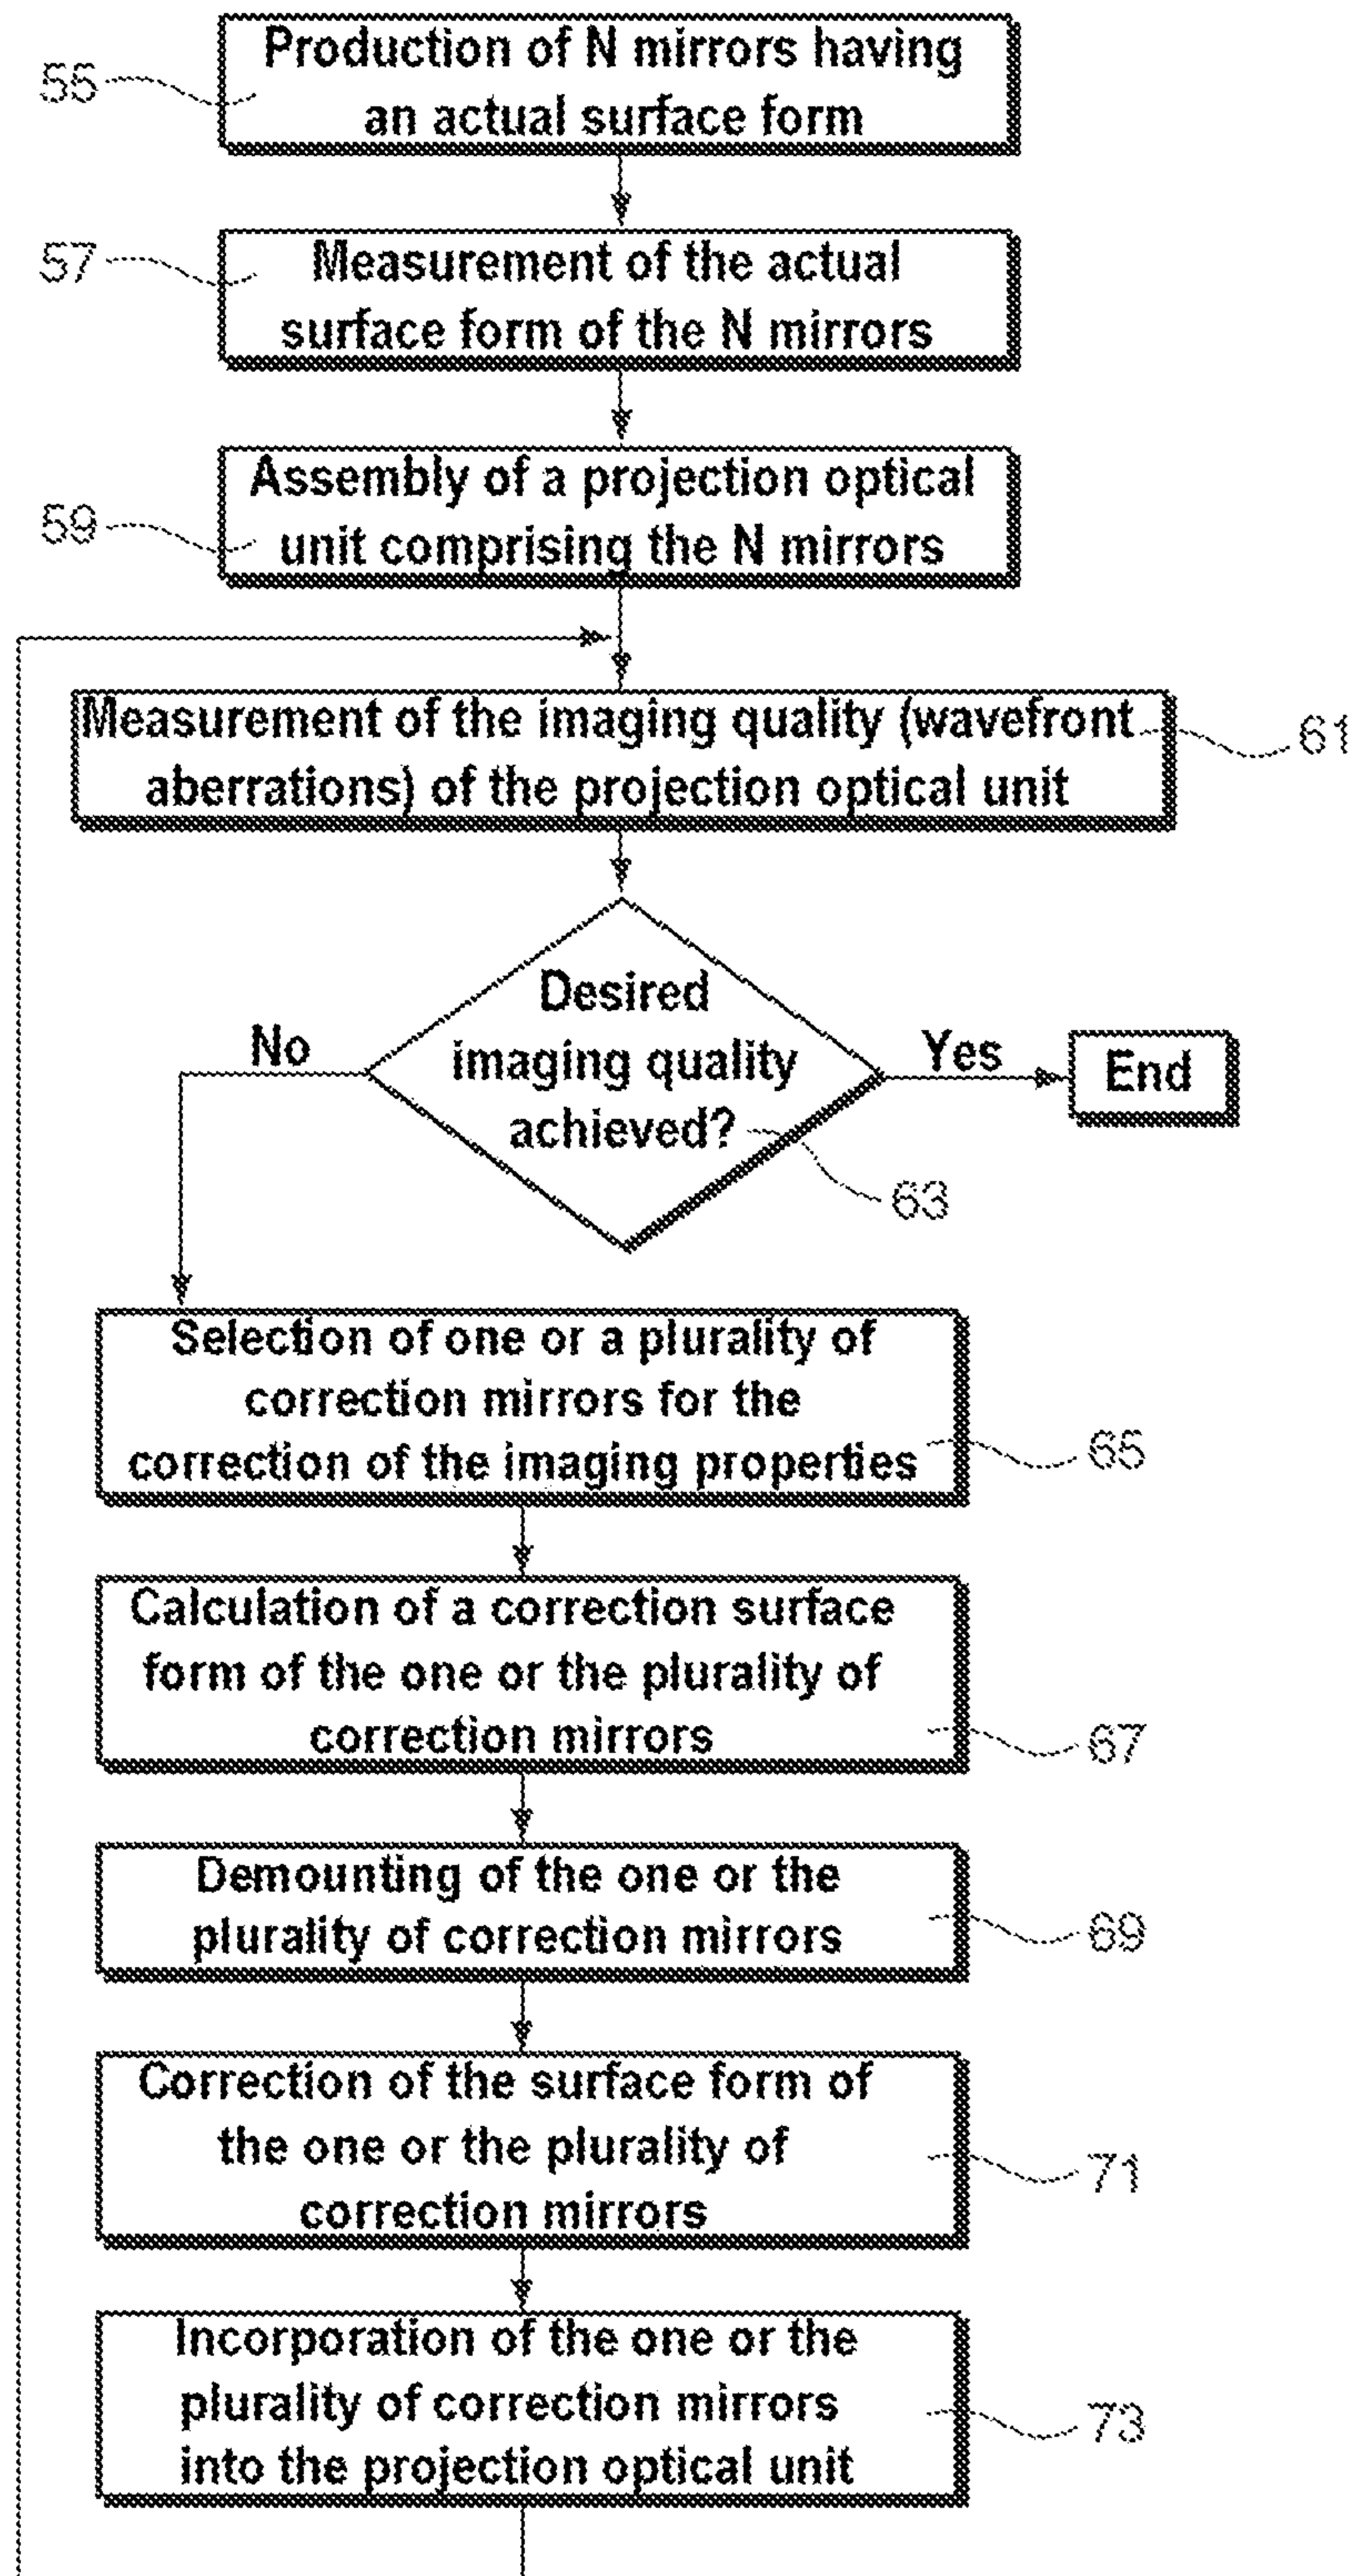 Production of N mirrors having
an actual surface form
55
Measurement of the actual
surface form of the N mirrors
57
Assembly of a projection optical
unit comprising the N mirrors
59
Measurement of the imaging quality (wavefront
aberrations) of the projection optical unit
61
Desired
imaging quality
achieved?
63
No
Yes
End
Selection of one or a plurality of
correction mirrors for the
correction of the imaging properties
65
Calculation of a correction surface
form of the one or the plurality of
correction mirrors
67
Demounting of the one or the
plurality of correction mirrors
69
Correction of the surface form of
the one or the plurality of
correction mirrors
71
Incorporation of the one or the
plurality of correction mirrors
into the projection optical unit
73